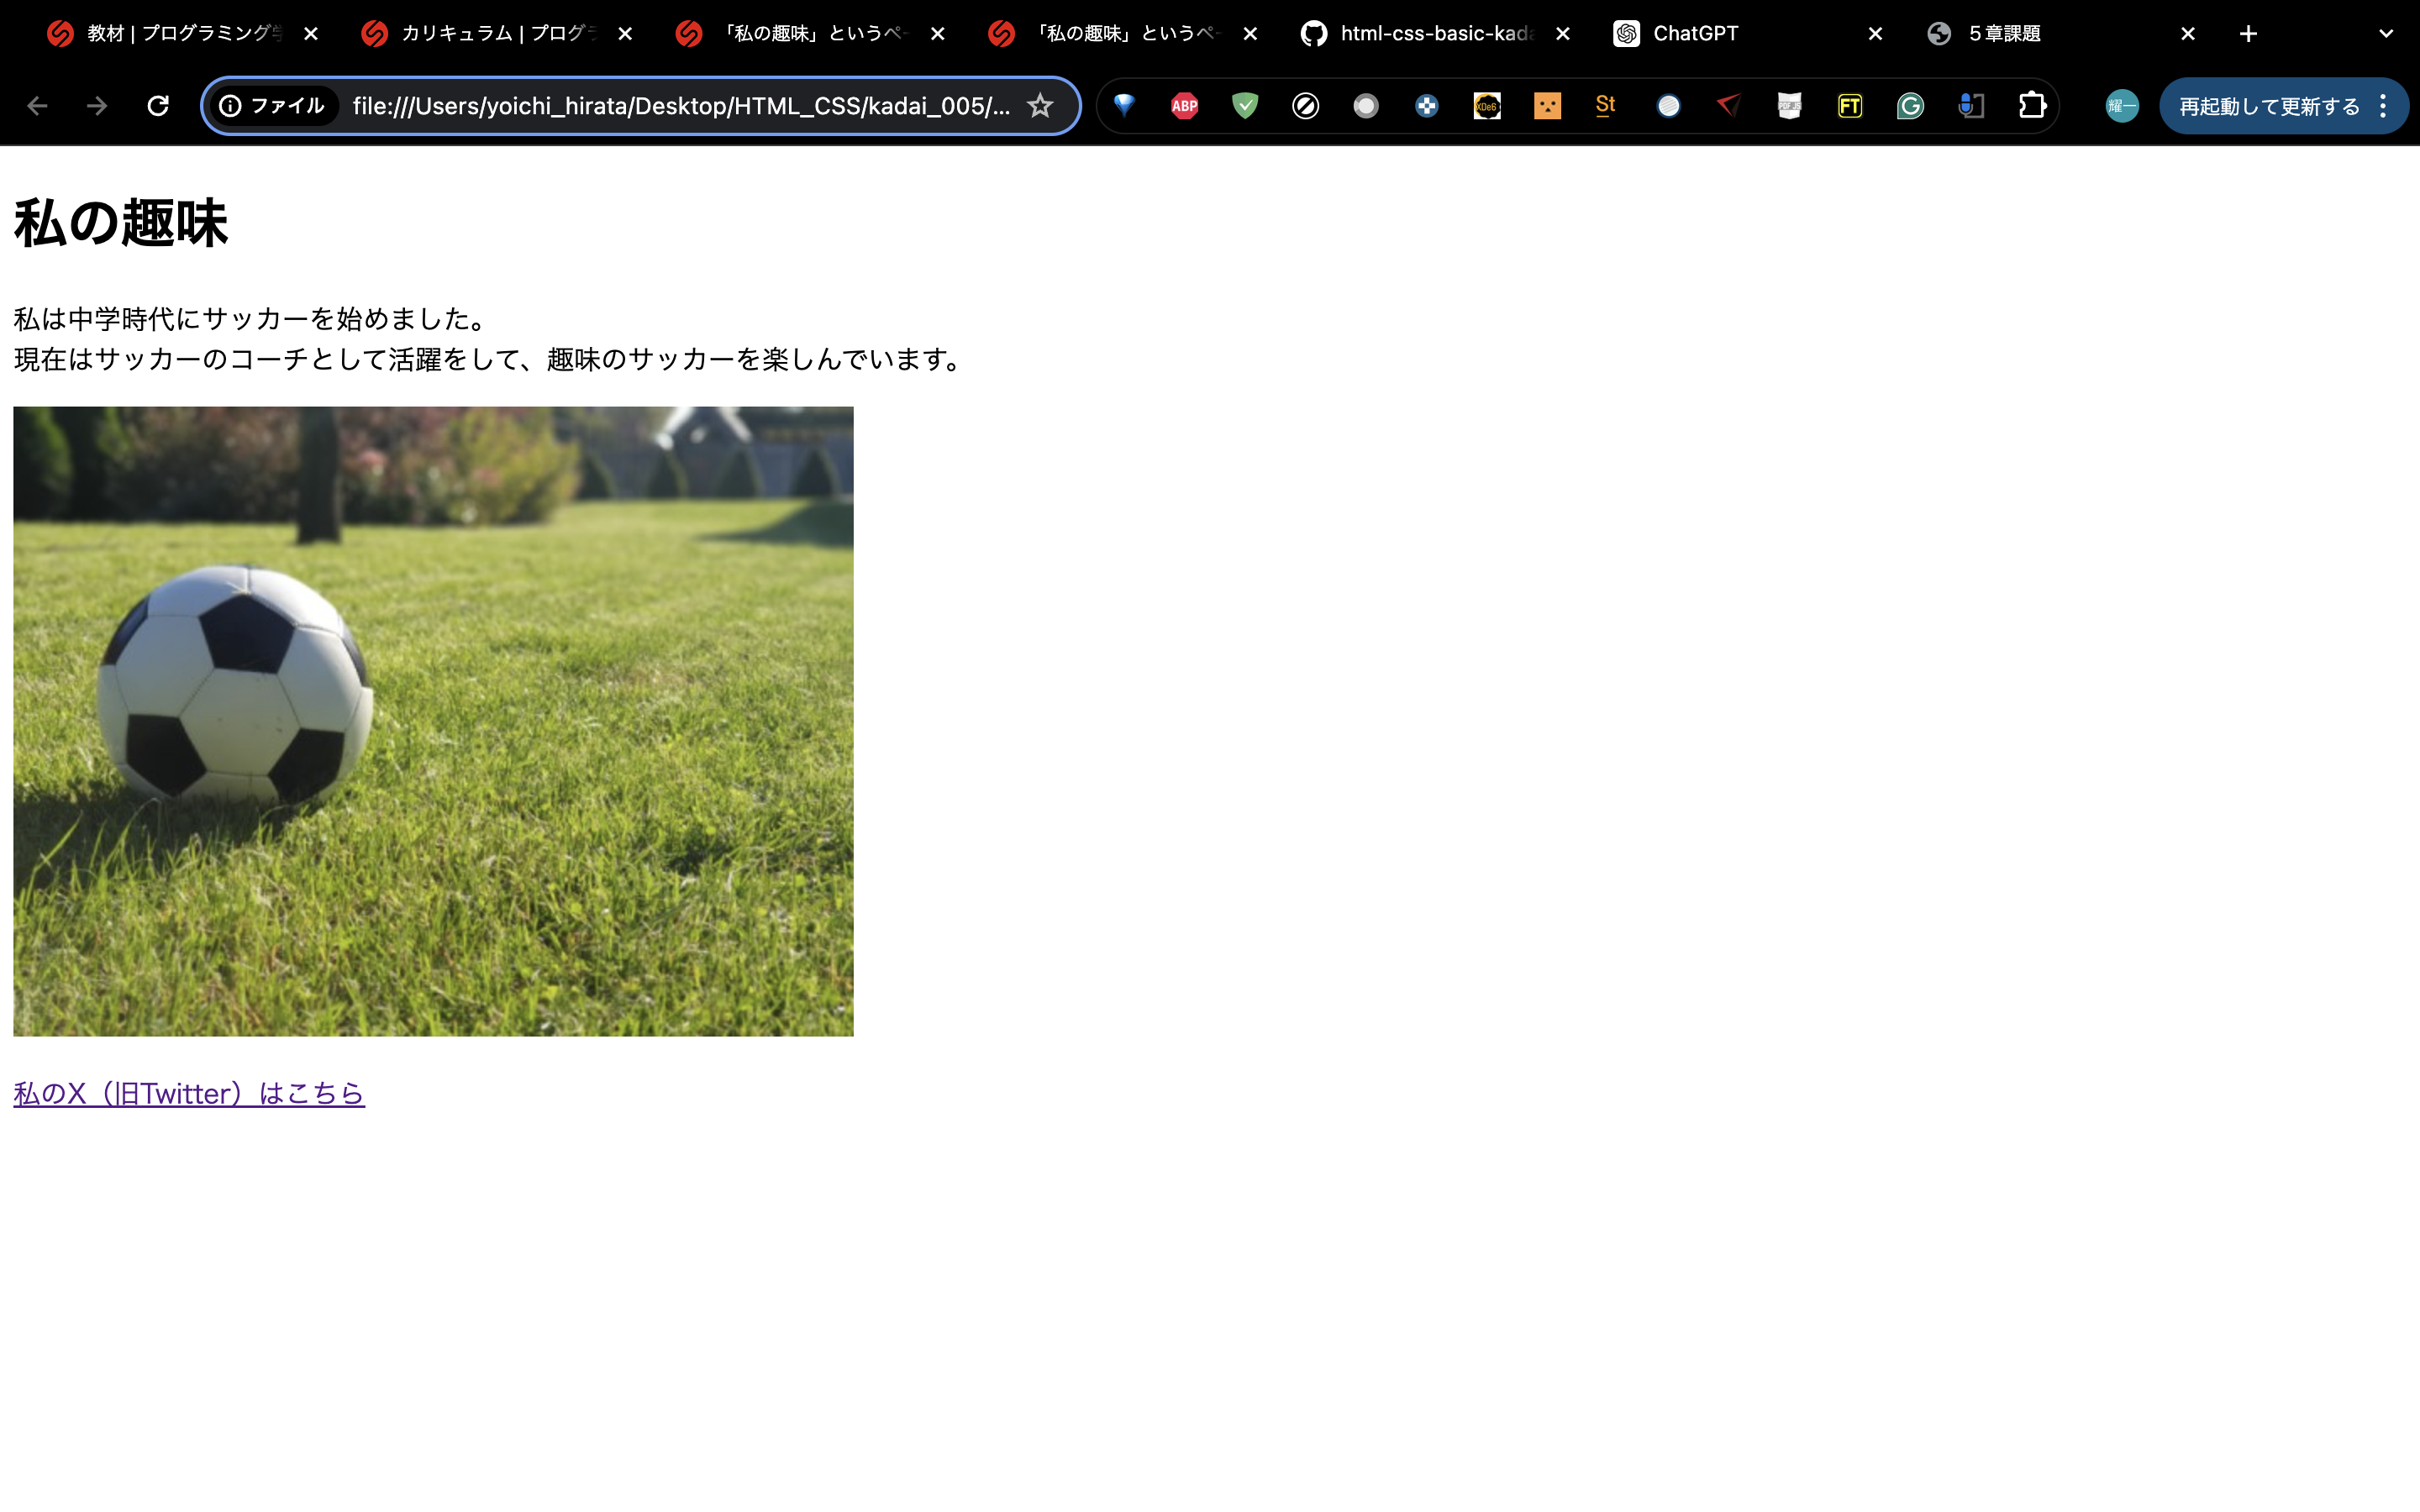 教材 | プログラミング学
カリキュラム | プログラ
「私の趣味」というペー
「私の趣味」というペー
html-css-basic-kada
ChatGPT
５章課題
ファイル
file:///Users/yoichi_hirata/Desktop/HTML_CSS/kadai_005/...
ABP
XDe6
St
PDF JS
FT
G
耀一
再起動して更新する
私の趣味
私は中学時代にサッカーを始めました。
現在はサッカーのコーチとして活躍をして、趣味のサッカーを楽しんでいます。
私のX（旧Twitter）はこちら